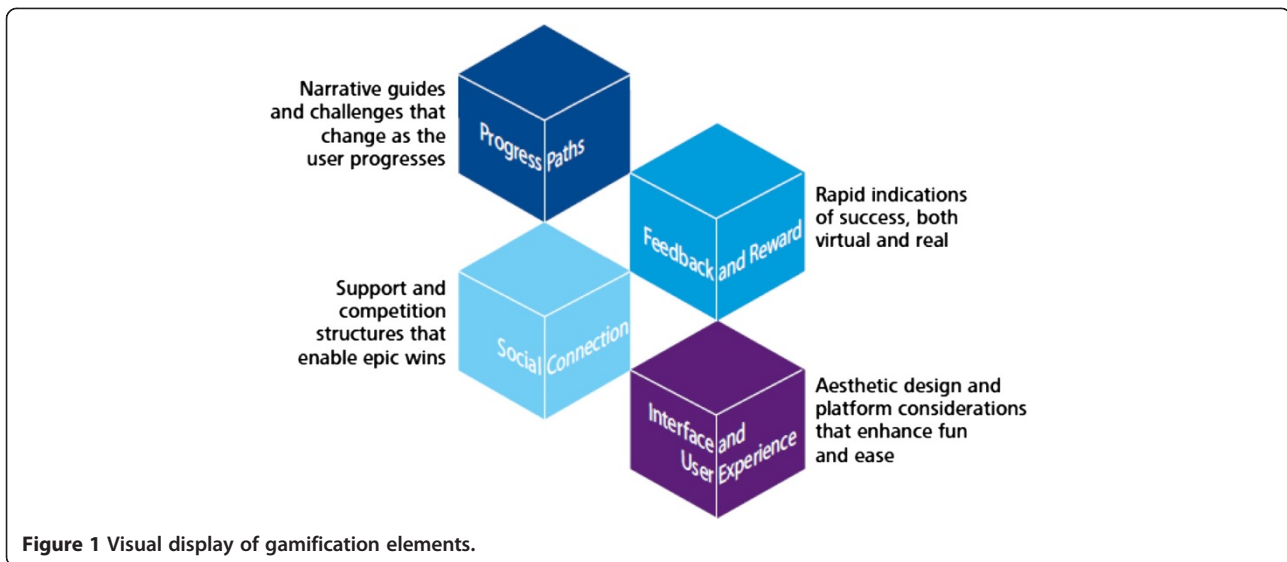 Narrative guides
and challenges that
change as the
user progresses
Progress Paths
Feedback and Reward
Rapid indications
of success, both
virtual and real
Support and
competition
structures that
enable epic wins
Social Connection
Interface and
User Experience
Aesthetic design and
platform considerations
that enhance fun
and ease
Figure 1 Visual display of gamification elements.